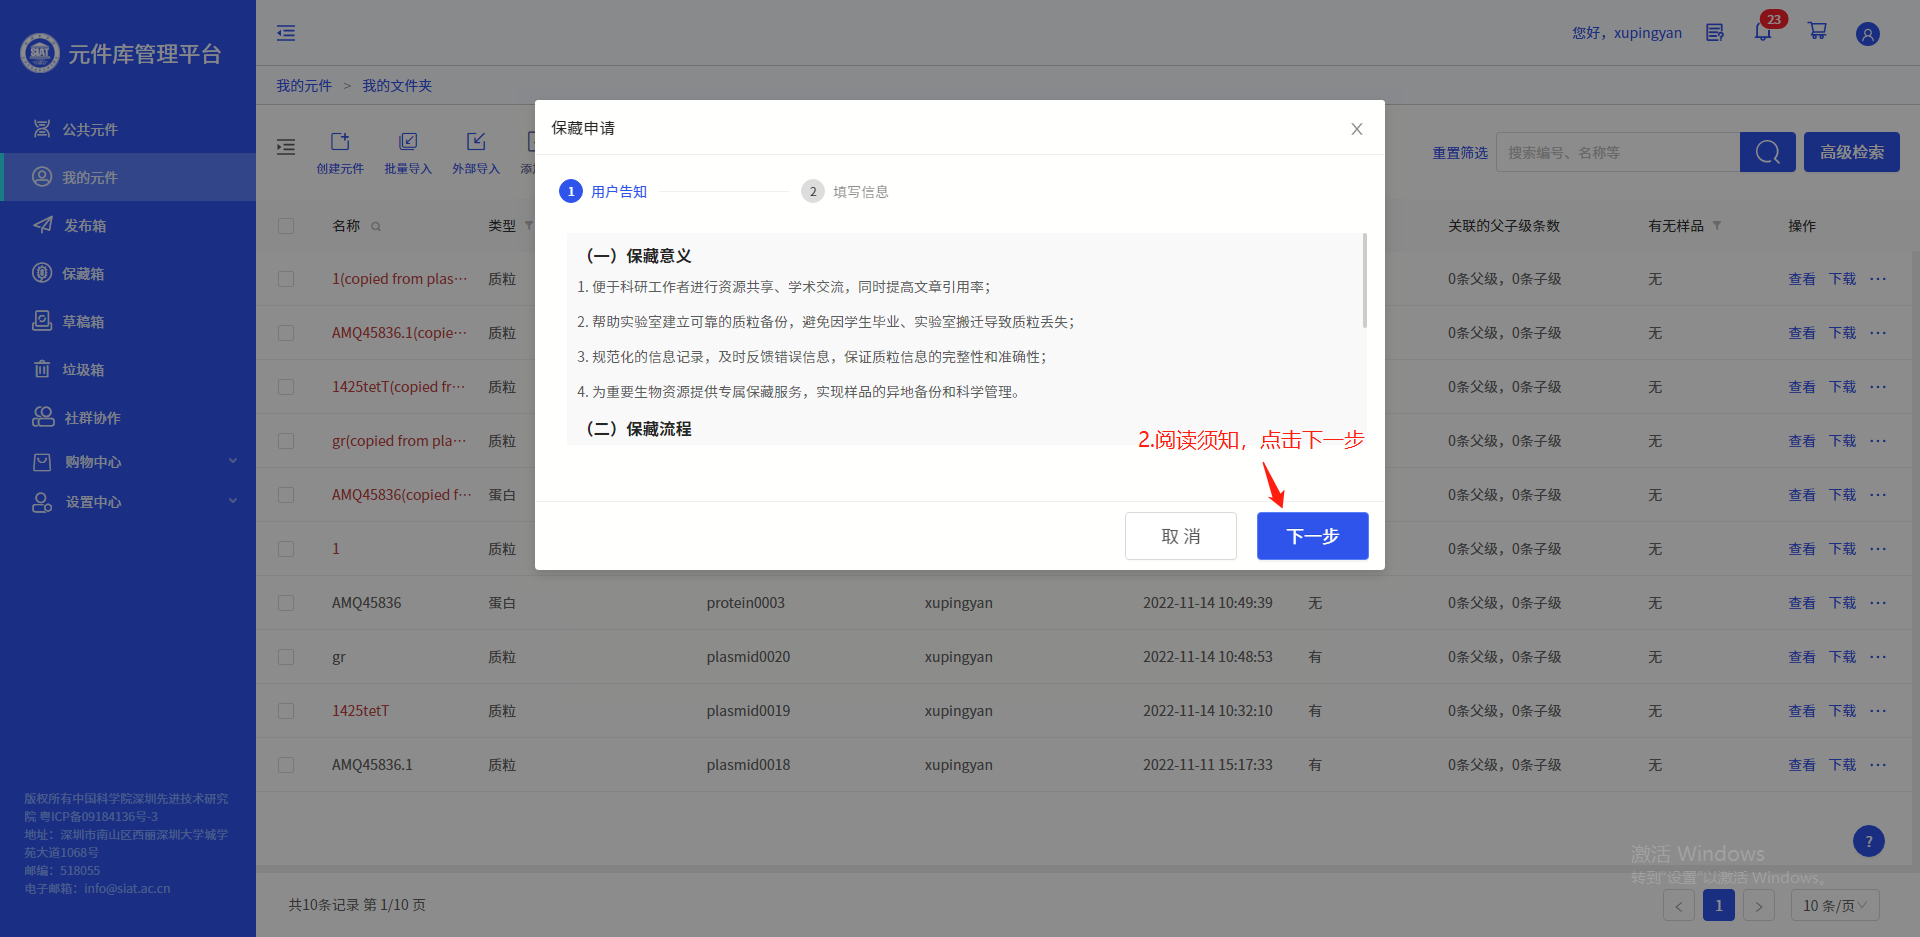 元件库管理平台
公共元件
我的元件
发布箱
保藏箱
草稿箱
垃圾箱
社群协作
购物中心
设置中心
版权所有中国科学院深圳先进技术研究
院 粤ICP备09184136号-3
地址：深圳市南山区西丽深圳大学城学
苑大道1068号
邮编：518055
电子邮箱：info@siat.ac.cn
您好，xupingyan
23
我的元件 > 我的文件夹
创建元件 批量导入 外部导入
重置筛选 搜索编号、名称等 高级检索
名称 类型 关联的父子级条数 有无样品 操作
1(copied from plas··· 质粒 0条父级，0条子级 无 查看 下载 ···
AMQ45836.1(copie··· 质粒 0条父级，0条子级 无 查看 下载 ···
1425tetT(copied fr··· 质粒 0条父级，0条子级 无 查看 下载 ···
gr(copied from pla··· 质粒 0条父级，0条子级 无 查看 下载 ···
AMQ45836(copied f··· 蛋白 0条父级，0条子级 无 查看 下载 ···
1 质粒 0条父级，0条子级 无 查看 下载 ···
AMQ45836 蛋白 protein0003 xupingyan 2022-11-14 10:49:39 无 0条父级，0条子级 无 查看 下载 ···
gr 质粒 plasmid0020 xupingyan 2022-11-14 10:48:53 有 0条父级，0条子级 无 查看 下载 ···
1425tetT 质粒 plasmid0019 xupingyan 2022-11-14 10:32:10 有 0条父级，0条子级 无 查看 下载 ···
AMQ45836.1 质粒 plasmid0018 xupingyan 2022-11-11 15:17:33 有 0条父级，0条子级 无 查看 下载 ···
保藏申请
1 用户告知 2 填写信息
（一）保藏意义
1. 便于科研工作者进行资源共享、学术交流，同时提高文章引用率；
2. 帮助实验室建立可靠的质粒备份，避免因学生毕业、实验室搬迁导致质粒丢失；
3. 规范化的信息记录，及时反馈错误信息，保证质粒信息的完整性和准确性；
4. 为重要生物资源提供专属保藏服务，实现样品的异地备份和科学管理。
（二）保藏流程
2.阅读须知，点击下一步
取 消 下一步
?
激活 Windows
转到"设置"以激活 Windows。
共10条记录 第 1/10 页
< 1 > 10 条/页